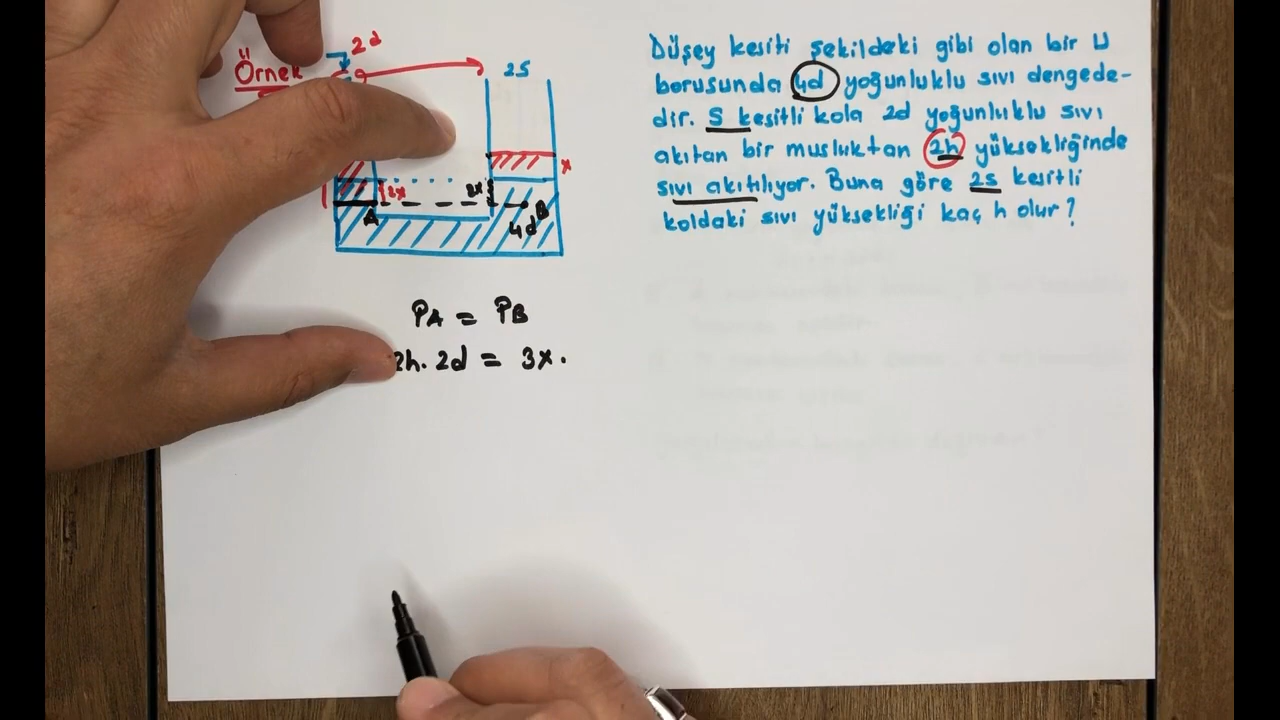 Örnek
2d
2S
Düşey kesiti şekildeki gibi olan bir U
borusunda 4d yoğunluklu sıvı dengede-
dir. S kesitli kola 2d yoğunluklu sıvı
akıtan bir musluktan 2h yüksekliğinde
sıvı akıtılıyor. Buna göre 2s kesitli
koldaki sıvı yüksekliği kaç h olur?
x
2x
2x
A
B
4d
PA = PB
2h. 2d = 3x.